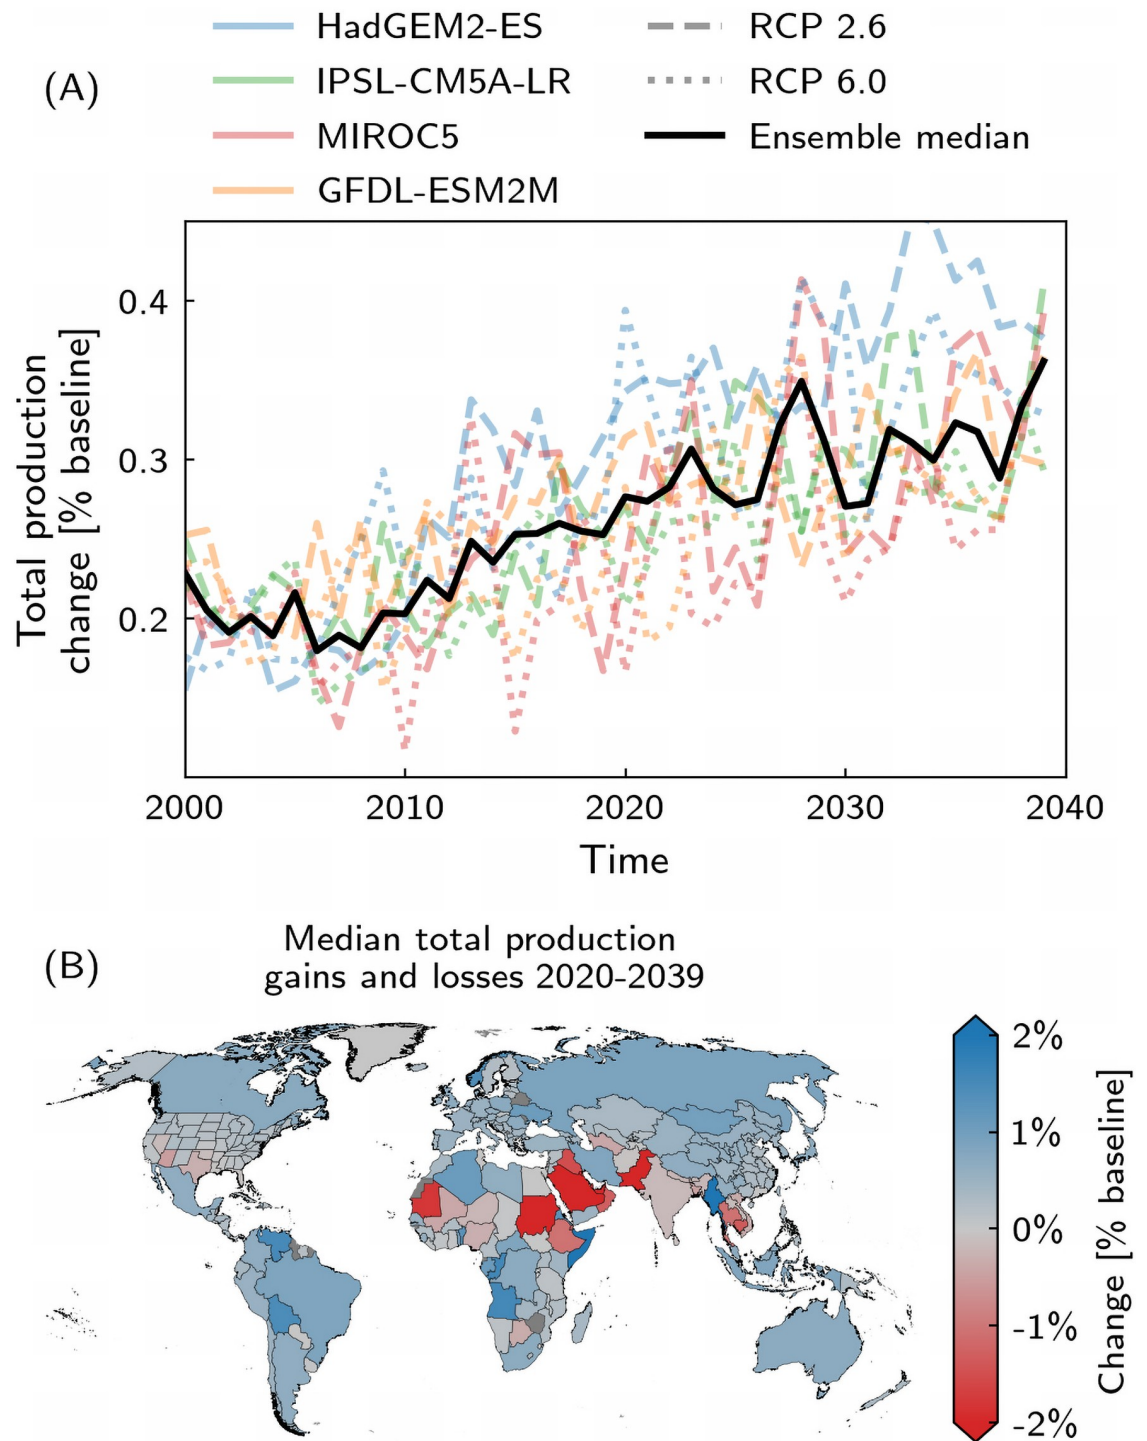 (A)
HadGEM2-ES
IPSL-CM5A-LR
MIROC5
GFDL-ESM2M
RCP 2.6
RCP 6.0
Ensemble median
Total production
change [% baseline]
0.4
0.3
0.2
2000 2010 2020 2030 2040
Time
(B)
Median total production
gains and losses 2020-2039
2%
1%
0%
-1%
-2%
Change [% baseline]